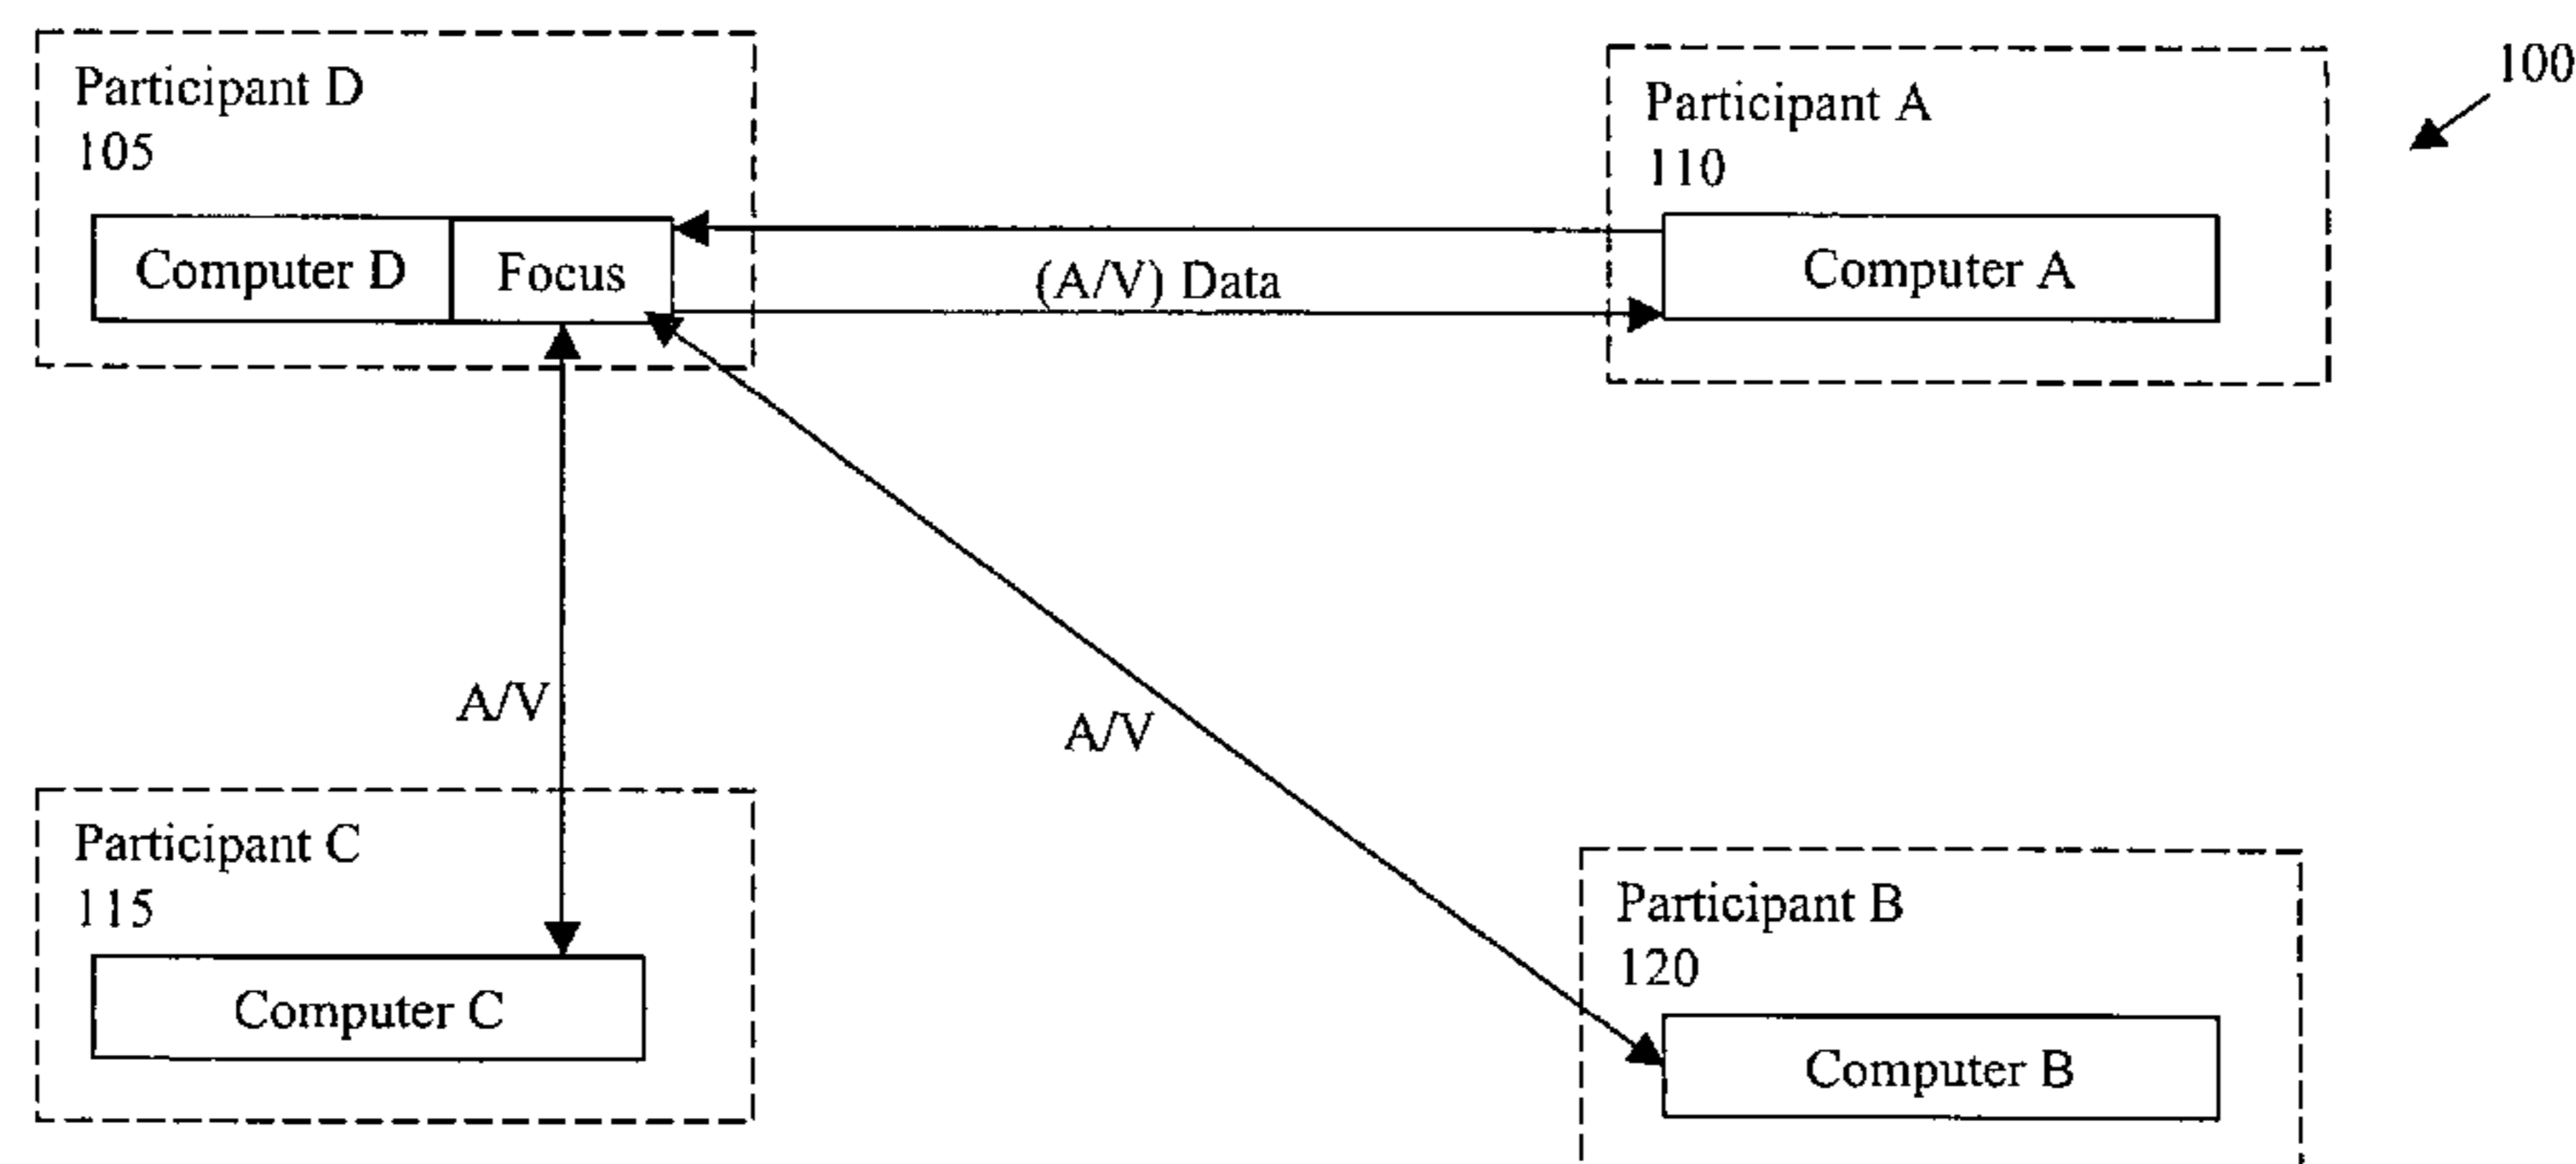 Participant D
105
Computer D
Focus
(A/V) Data
Participant A
110
Computer A
100
A/V
A/V
Participant C
115
Computer C
Participant B
120
Computer B